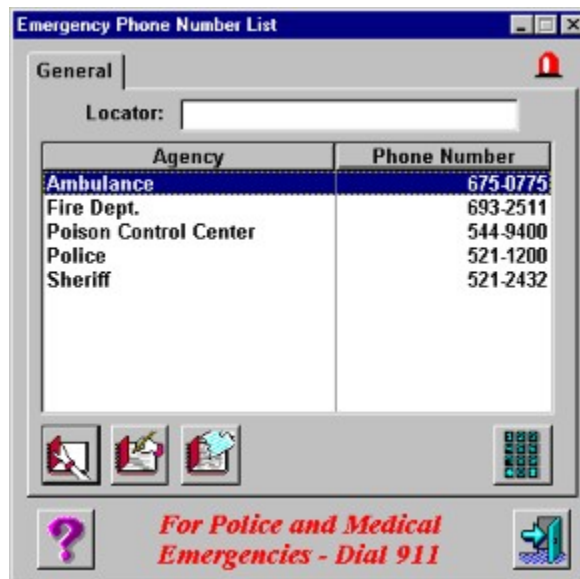 Emergency Phone Number List
General
Locator:
Agency Phone Number
Ambulance 675-0775
Fire Dept. 693-2511
Poison Control Center 544-9400
Police 521-1200
Sheriff 521-2432
For Police and Medical
Emergencies - Dial 911